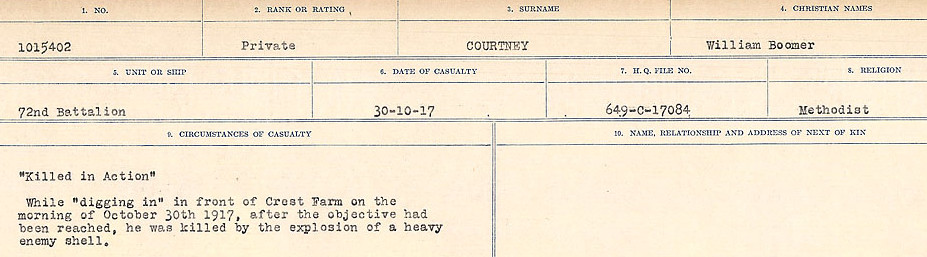 1. NO.
2. RANK OR RATING
3. SURNAME
4. CHRISTIAN NAMES
1015402
Private
COURTNEY
William Boomer
5. UNIT OR SHIP
6. DATE OF CASUALTY
7. H.Q. FILE NO.
8. RELIGION
72nd Battalion
30-10-17
649-C-17084
Methodist
9. CIRCUMSTANCES OF CASUALTY
10. NAME, RELATIONSHIP AND ADDRESS OF NEXT OF KIN
"Killed in Action"
While "digging in" in front of Crest Farm on the
morning of October 30th 1917, after the objective had
been reached, he was killed by the explosion of a heavy
enemy shell.